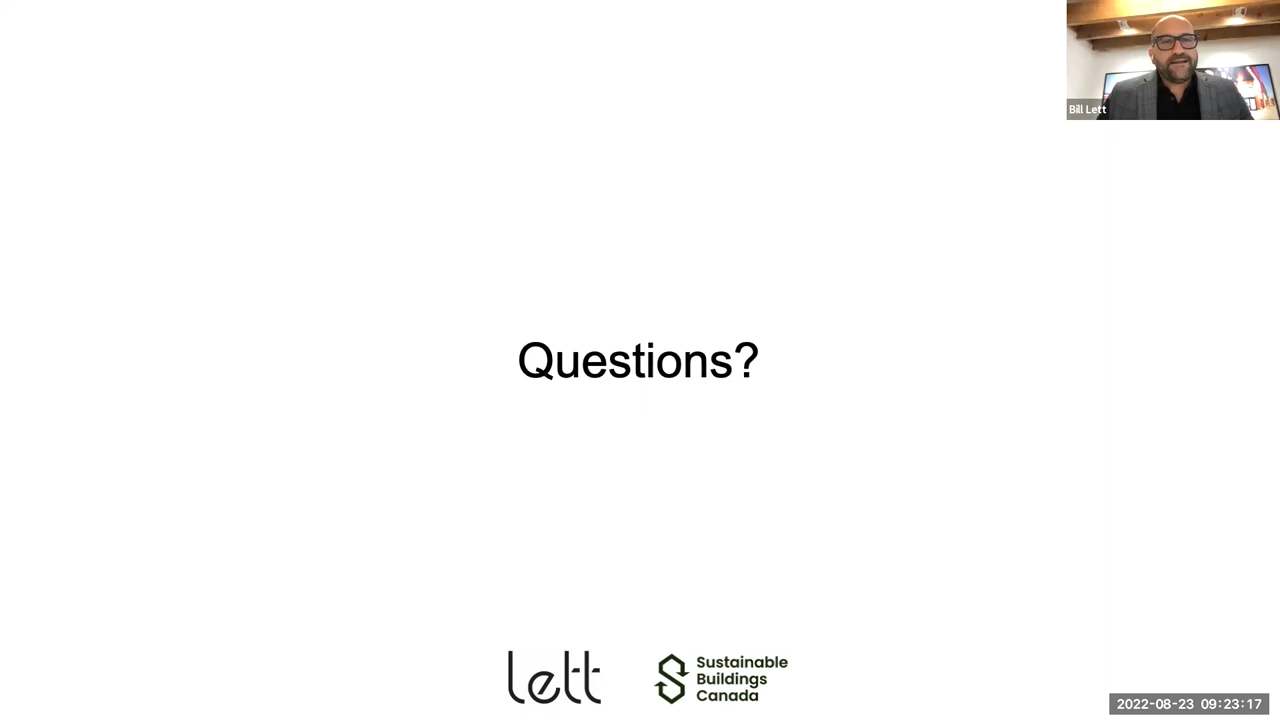 Bill Lett
Questions?
lett
Sustainable
Buildings
Canada
2022-08-23 09:23:17